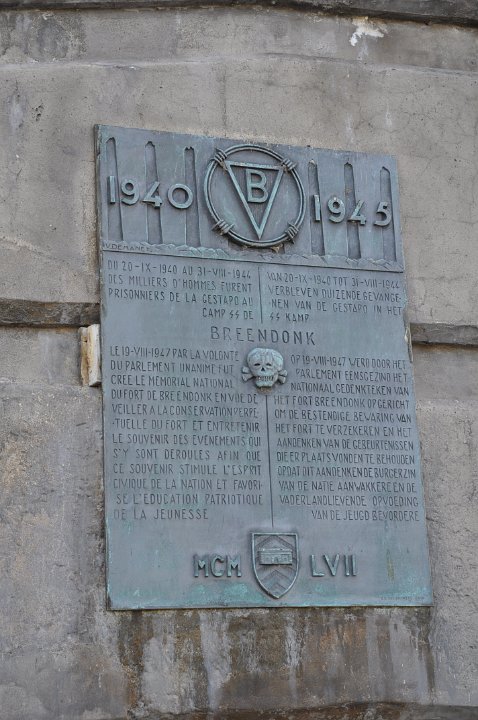 1940 B 1945
DU 20-IX-1940 AU 31-VIII-1944
DES MILLIERS D'HOMMES FURENT
PRISONNIERS DE LA GESTAPO AU
CAMP SS DE
VAN 20-IX-1940 TOT 31-VIII-1944
VERBLEVEN DUIZENDE GEVANGE-
NEN VAN DE GESTAPO IN HET
SS KAMP
BREENDONK
LE 19-VIII-1947 PAR LA VOLONTE
DU PARLEMENT UNANIME FUT
CREE LE MEMORIAL NATIONAL
DU FORT DE BREENDONK EN VUE DE
VEILLER A LA CONSERVATION PERPE-
TUELLE DU FORT ET ENTRETENIR
LE SOUVENIR DES EVENEMENTS QUI
S'Y SONT DEROULES AFIN QUE
CE SOUVENIR STIMULE L'ESPRIT
CIVIQUE DE LA NATION ET FAVORI-
SE L'EDUCATION PATRIOTIQUE
DE LA JEUNESSE
OP 19-VIII-1947 WERD DOOR HET
PARLEMENT EENSGEZIND HET
NATIONAAL GEDENKTEKEN VAN
HET FORT BREENDONK OPGERICHT
OM DE BESTENDIGE BEWARING VAN
HET FORT TE VERZEKEREN EN HET
AANDENKEN VAN DE GEBEURTENISSEN
DIE ER PLAATS VONDEN TE BEHOUDEN
OPDAT DIT AANDENKEN DE BURGERZIN
VAN DE NATIE AANWAKKERE EN DE
VADERLANDLIEVENDE OPVOEDING
VAN DE JEUGD BEVORDERE
MCM LVII